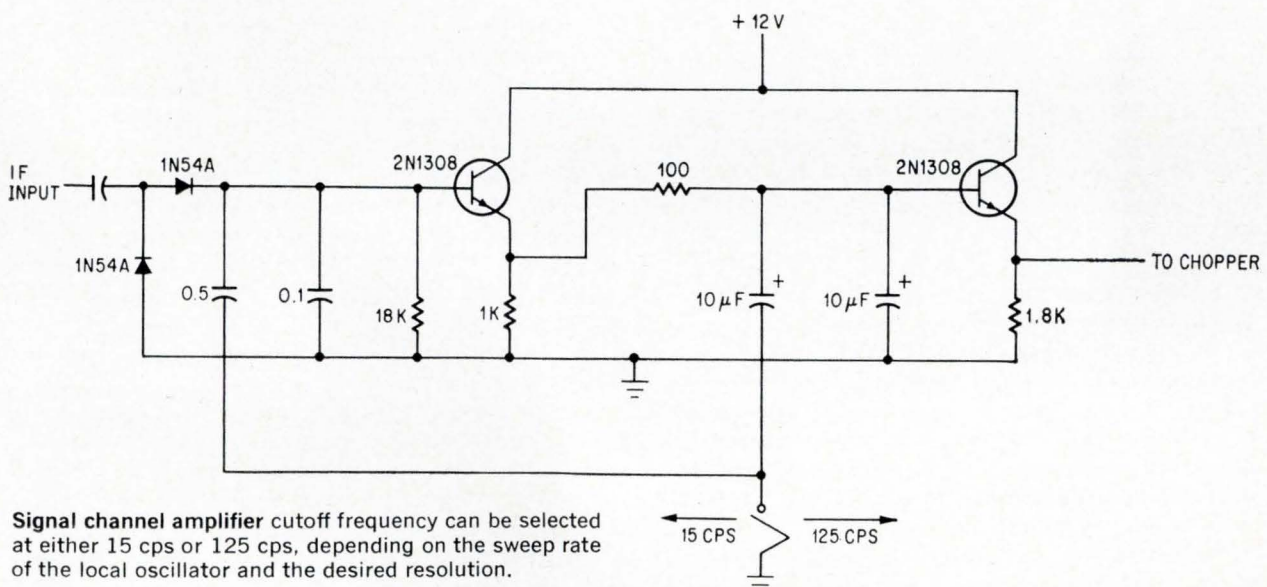 + 12 V
IF
INPUT
1N54A
1N54A
0.5
0.1
18K
2N1308
1K
100
10 μF
+
10 μF
+
2N1308
1.8K
TO CHOPPER
15 CPS
125 CPS
Signal channel amplifier cutoff frequency can be selected
at either 15 cps or 125 cps, depending on the sweep rate
of the local oscillator and the desired resolution.